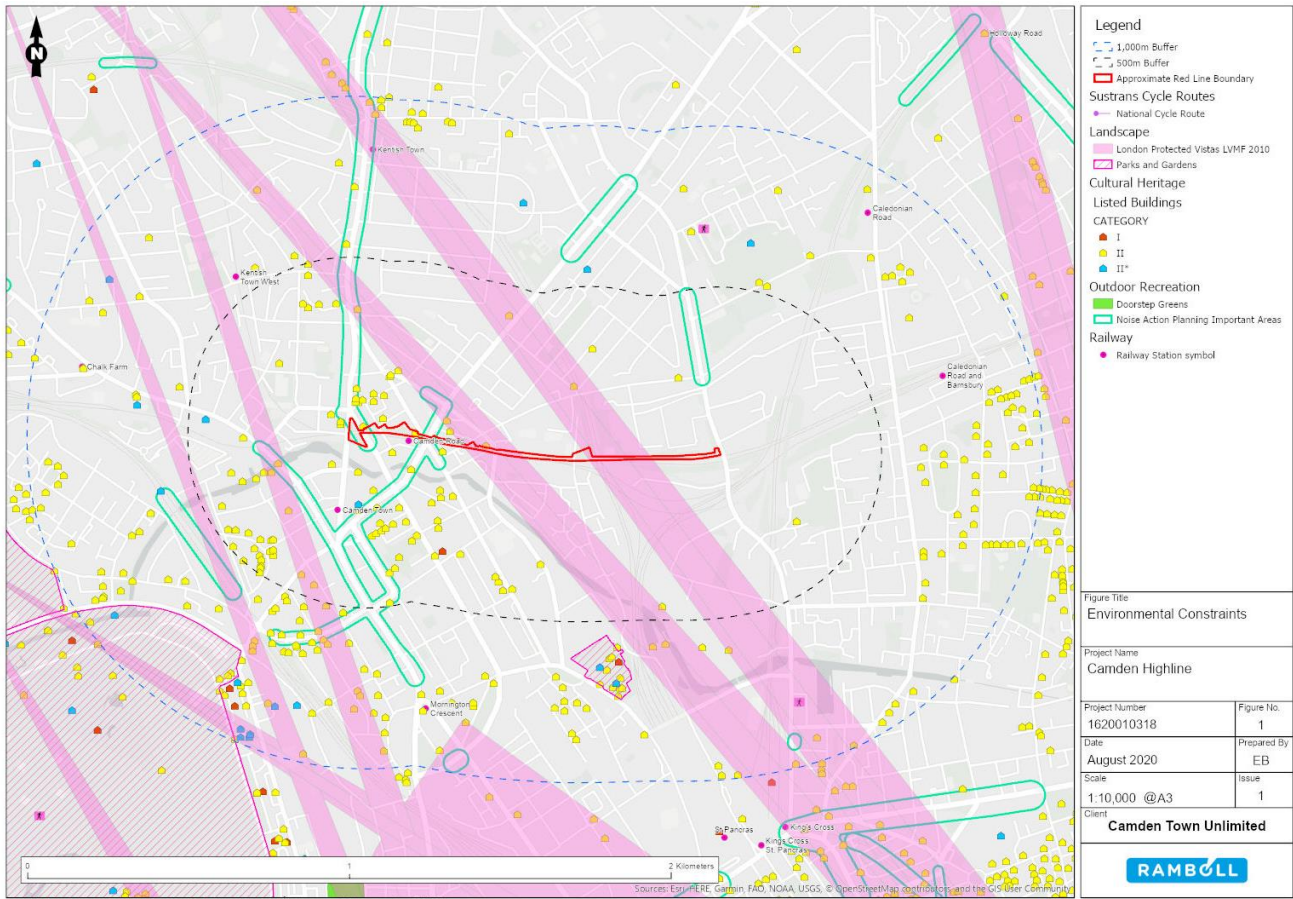 N
Holloway Road
Kentish Town
Caledonian
Road
Kentish
Town West
Chalk Farm
Caledonian
Road and
Barnsbury
Camden Road
Camden Town
Mornington
Crescent
St Pancras
King's Cross
Kings Cross
St. Pancras
0
1
2 Kilometers
Sources: Esri, HERE, Garmin, FAO, NOAA, USGS, © OpenStreetMap contributors, and the GIS User Community
Legend
1,000m Buffer
500m Buffer
Approximate Red Line Boundary
Sustrans Cycle Routes
National Cycle Route
Landscape
London Protected Vistas LVMF 2010
Parks and Gardens
Cultural Heritage
Listed Buildings
CATEGORY
I
II
II*
Outdoor Recreation
Doorstep Greens
Noise Action Planning Important Areas
Railway
Railway Station symbol
Figure Title
Environmental Constraints
Project Name
Camden Highline
Project Number
1620010318
Figure No.
1
Date
August 2020
Prepared By
EB
Scale
1:10,000 @A3
Issue
1
Client
Camden Town Unlimited
RAMBOLL